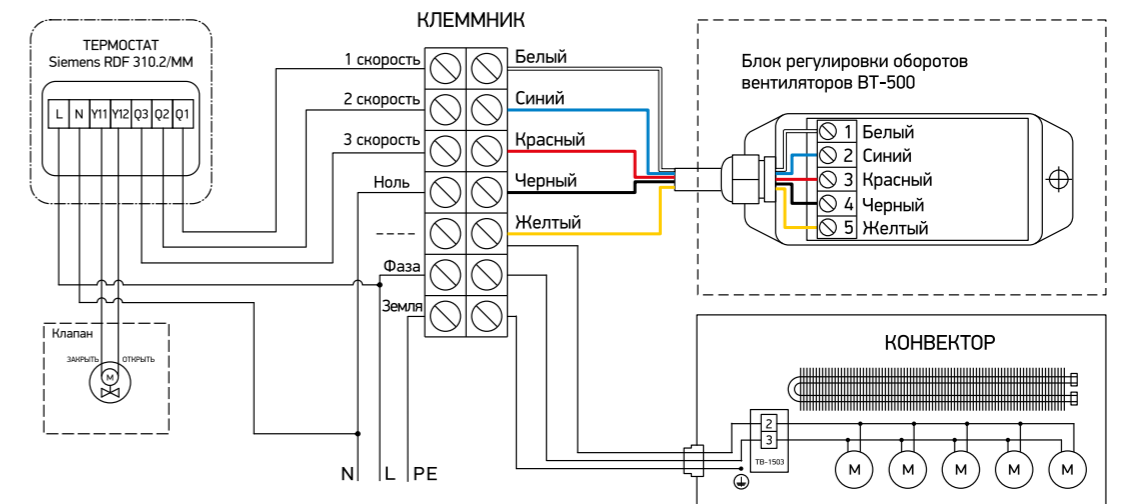 КЛЕММНИК
ТЕРМОСТАТ
Siemens RDF 310.2/MM
L N Y11 Y12 Q3 Q2 Q1
1 скорость
2 скорость
3 скорость
Ноль
----
Фаза
Земля
Белый
Синий
Красный
Черный
Желтый
Блок регулировки оборотов
вентиляторов ВТ-500
1 Белый
2 Синий
3 Красный
4 Черный
5 Желтый
Клапан
ЗАКРЫТЬ
ОТКРЫТЬ
М
N L PE
КОНВЕКТОР
2
3
ТВ-1503
М М М М М